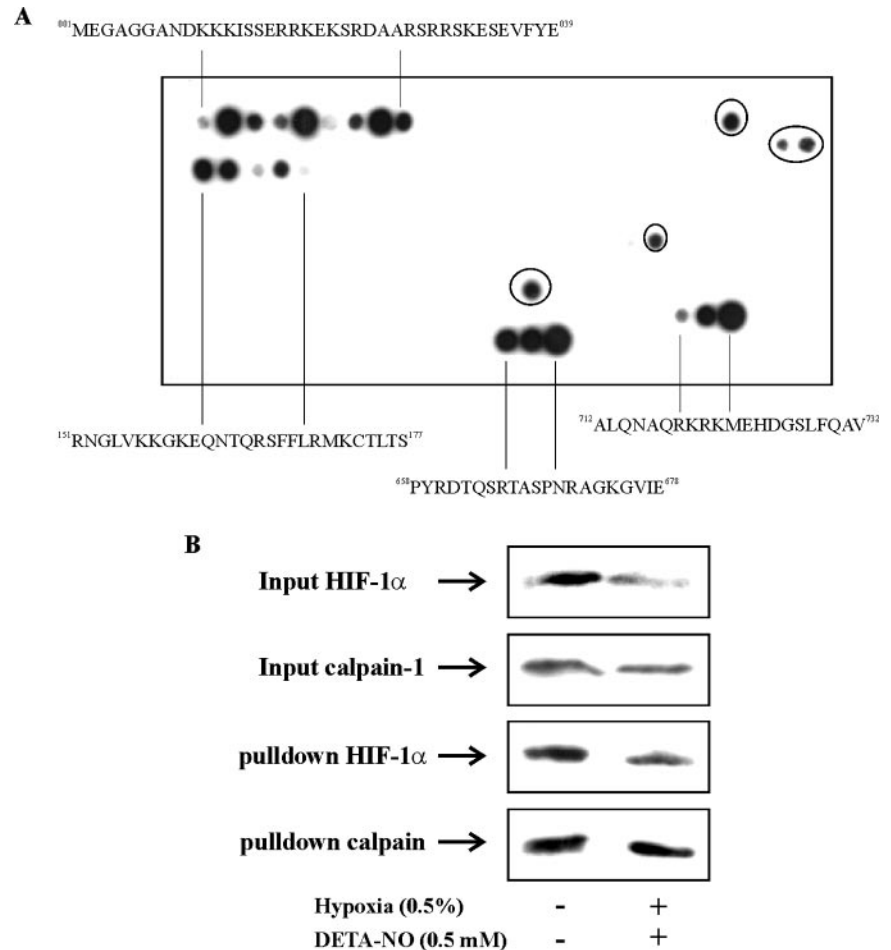 A
001MEGAGGANDKKKISSERRKEKSRDAARSRRSKESEVFYE039
151RNGLVKKGKEQNTQRSFFLRMKCTLTS177
712ALQNAQRKRKMEHDGSLFQAV732
658PYRDTQSRTASPNRAGKGVIE678
B
Input HIF-1α
Input calpain-1
pulldown HIF-1α
pulldown calpain
Hypoxia (0.5%) - +
DETA-NO (0.5 mM) - +